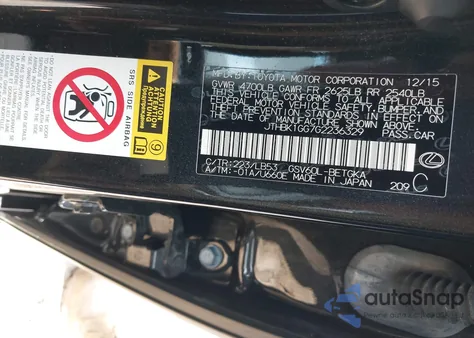 MFD. BY: TOYOTA MOTOR CORPORATION 12/15
GVWR 4700LB GAWR FR 2625LB RR 2540LB
THIS VEHICLE CONFORMS TO ALL APPLICABLE
FEDERAL MOTOR VEHICLE SAFETY, BUMPER, AND
THEFT PREVENTION STANDARDS IN EFFECT ON
THE DATE OF MANUFACTURE SHOWN ABOVE.
JTHBK1GG7G2236329
PASS. CAR
C/TR: 223/LB53 GSV60L-BETGKA
A/TM: -01A/U660E MADE IN JAPAN 209 C
SRS SIDE AIRBAG
CAUTION
ATTENTION
ACHTUNG
9
autoSnap